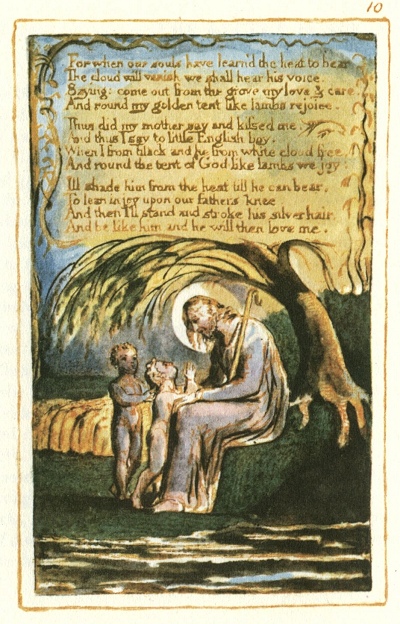 10
For when our souls have learn'd the heat to bear
The cloud will vanish we shall hear his voice.
Saying: come out from the grove my love & care,
And round my golden tent like lambs rejoice.
Thus did my mother say and kissed me,
And thus I say to little English boy.
When I from black and he from white cloud free,
And round the tent of God like lambs we joy:
Ill shade him from the heat till he can bear,
To lean in joy upon our fathers knee.
And then I'll stand and stroke his silver hair,
And be like him and he will then love me.